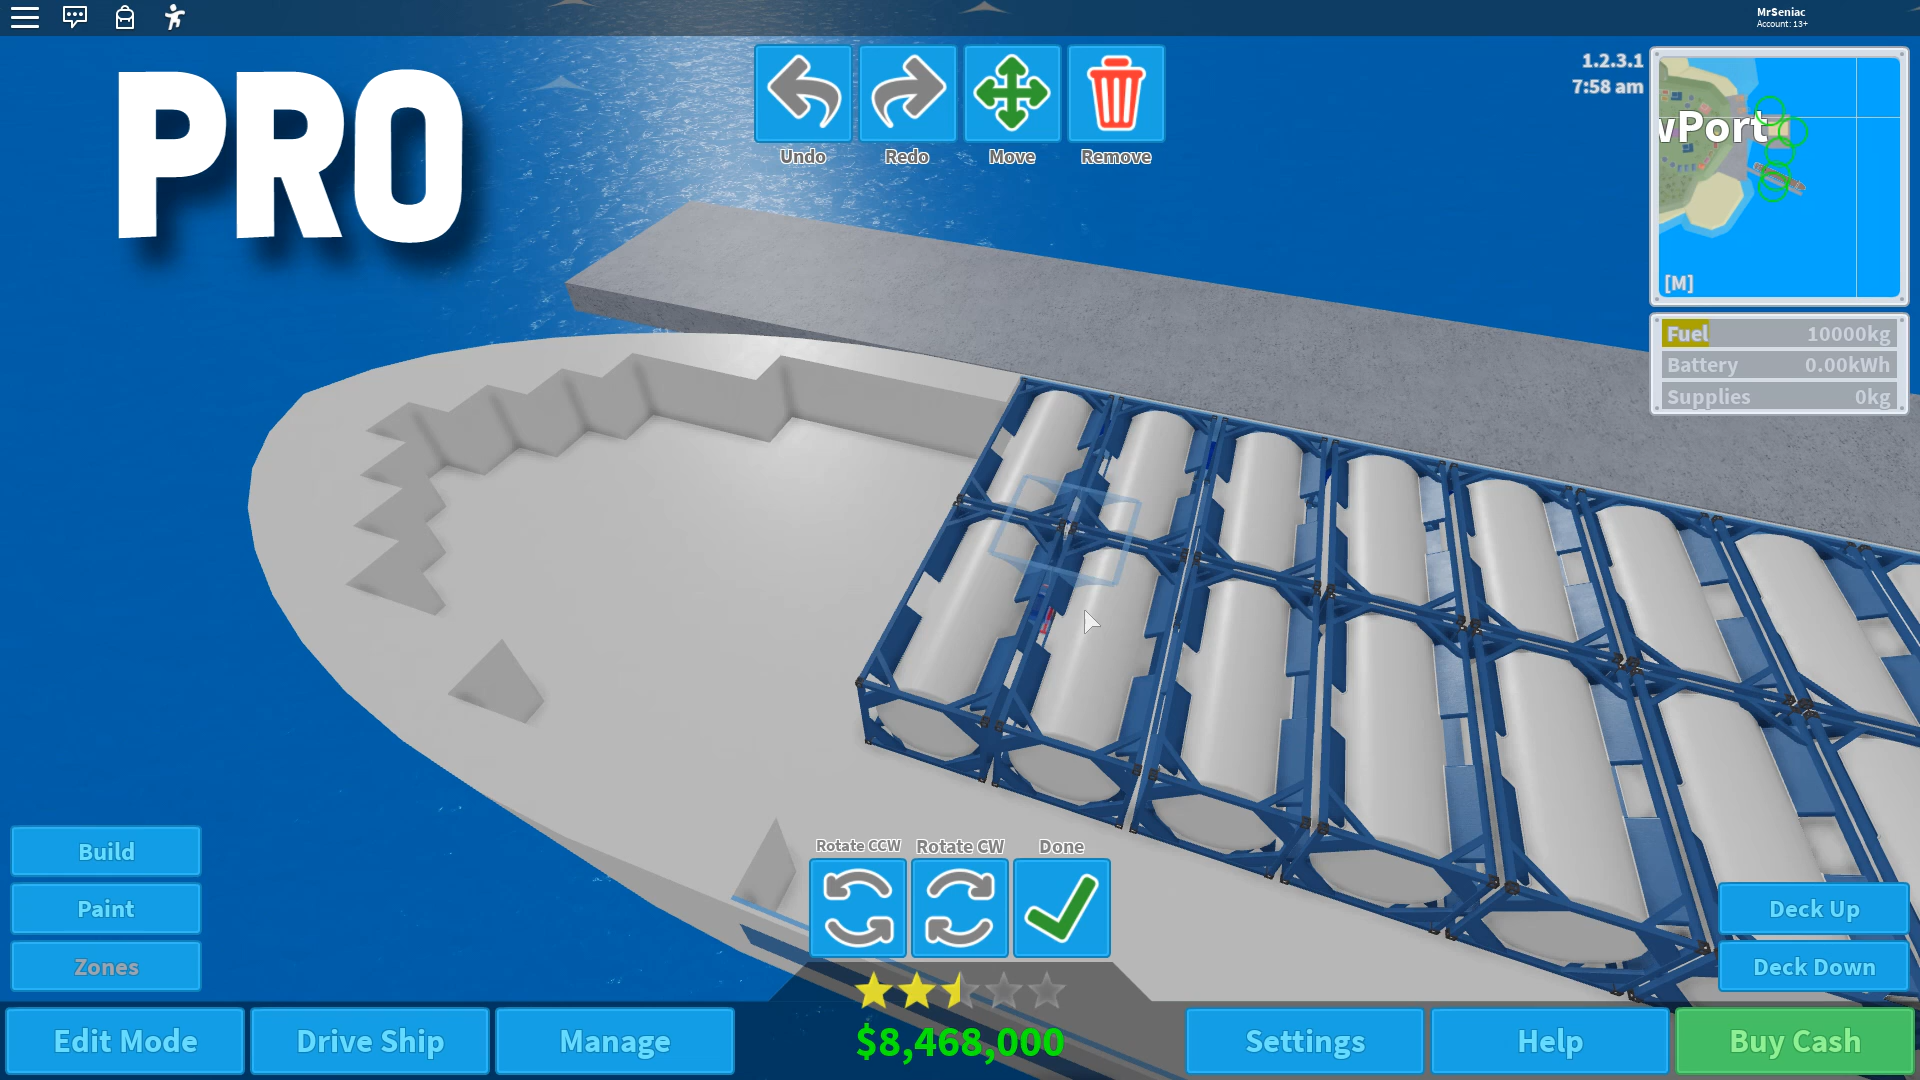 MrSeniac
Account: 13+
PRO
Undo
Redo
Move
Remove
1.2.3.1
7:58 am
wPort
[M]
Fuel 10000kg
Battery 0.00kWh
Supplies 0kg
Rotate CCW
Rotate CW
Done
Build
Paint
Zones
Deck Up
Deck Down
Edit Mode
Drive Ship
Manage
$8,468,000
Settings
Help
Buy Cash